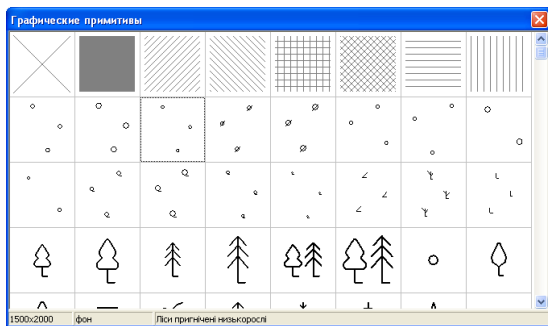 Графические примитивы
1500x2000 фон Ліси пригнічені низькорослі